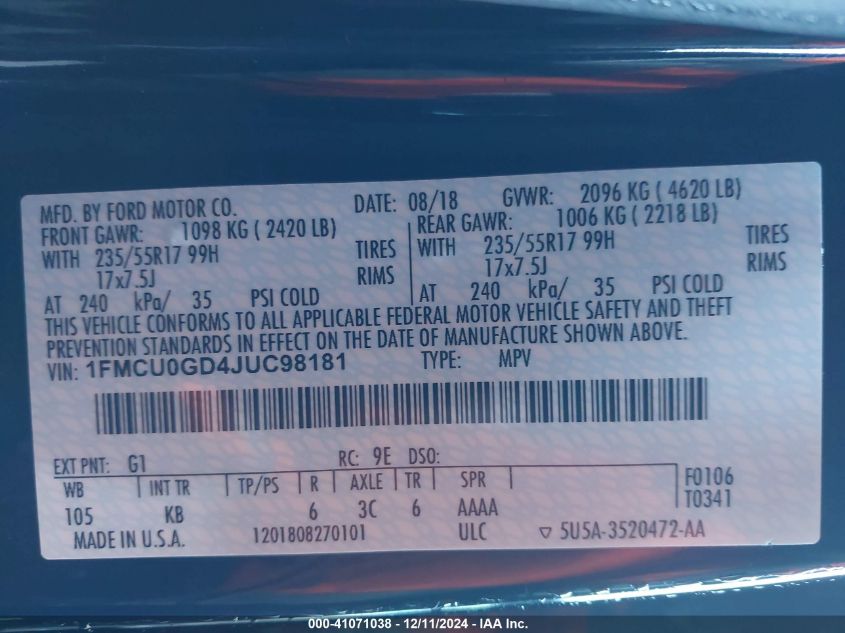 MFD. BY FORD MOTOR CO. DATE: 08/18 GVWR: 2096 KG ( 4620 LB)
FRONT GAWR: 1098 KG ( 2420 LB) REAR GAWR: 1006 KG ( 2218 LB)
WITH 235/55R17 99H TIRES WITH 235/55R17 99H TIRES
17x7.5J RIMS 17x7.5J RIMS
AT 240 kPa/ 35 PSI COLD AT 240 kPa/ 35 PSI COLD
THIS VEHICLE CONFORMS TO ALL APPLICABLE FEDERAL MOTOR VEHICLE SAFETY AND THEFT
PREVENTION STANDARDS IN EFFECT ON THE DATE OF MANUFACTURE SHOWN ABOVE.
VIN: 1FMCU0GD4JUC98181 TYPE: MPV
EXT PNT: G1 RC: 9E DSO:
WB INT TR TP/PS R AXLE TR SPR F0106
105 KB 6 3C 6 AAAA T0341
MADE IN U.S.A. 1201808270101 ULC ▽ 5U5A-3520472-AA
000-41071038 - 12/11/2024 - IAA Inc.